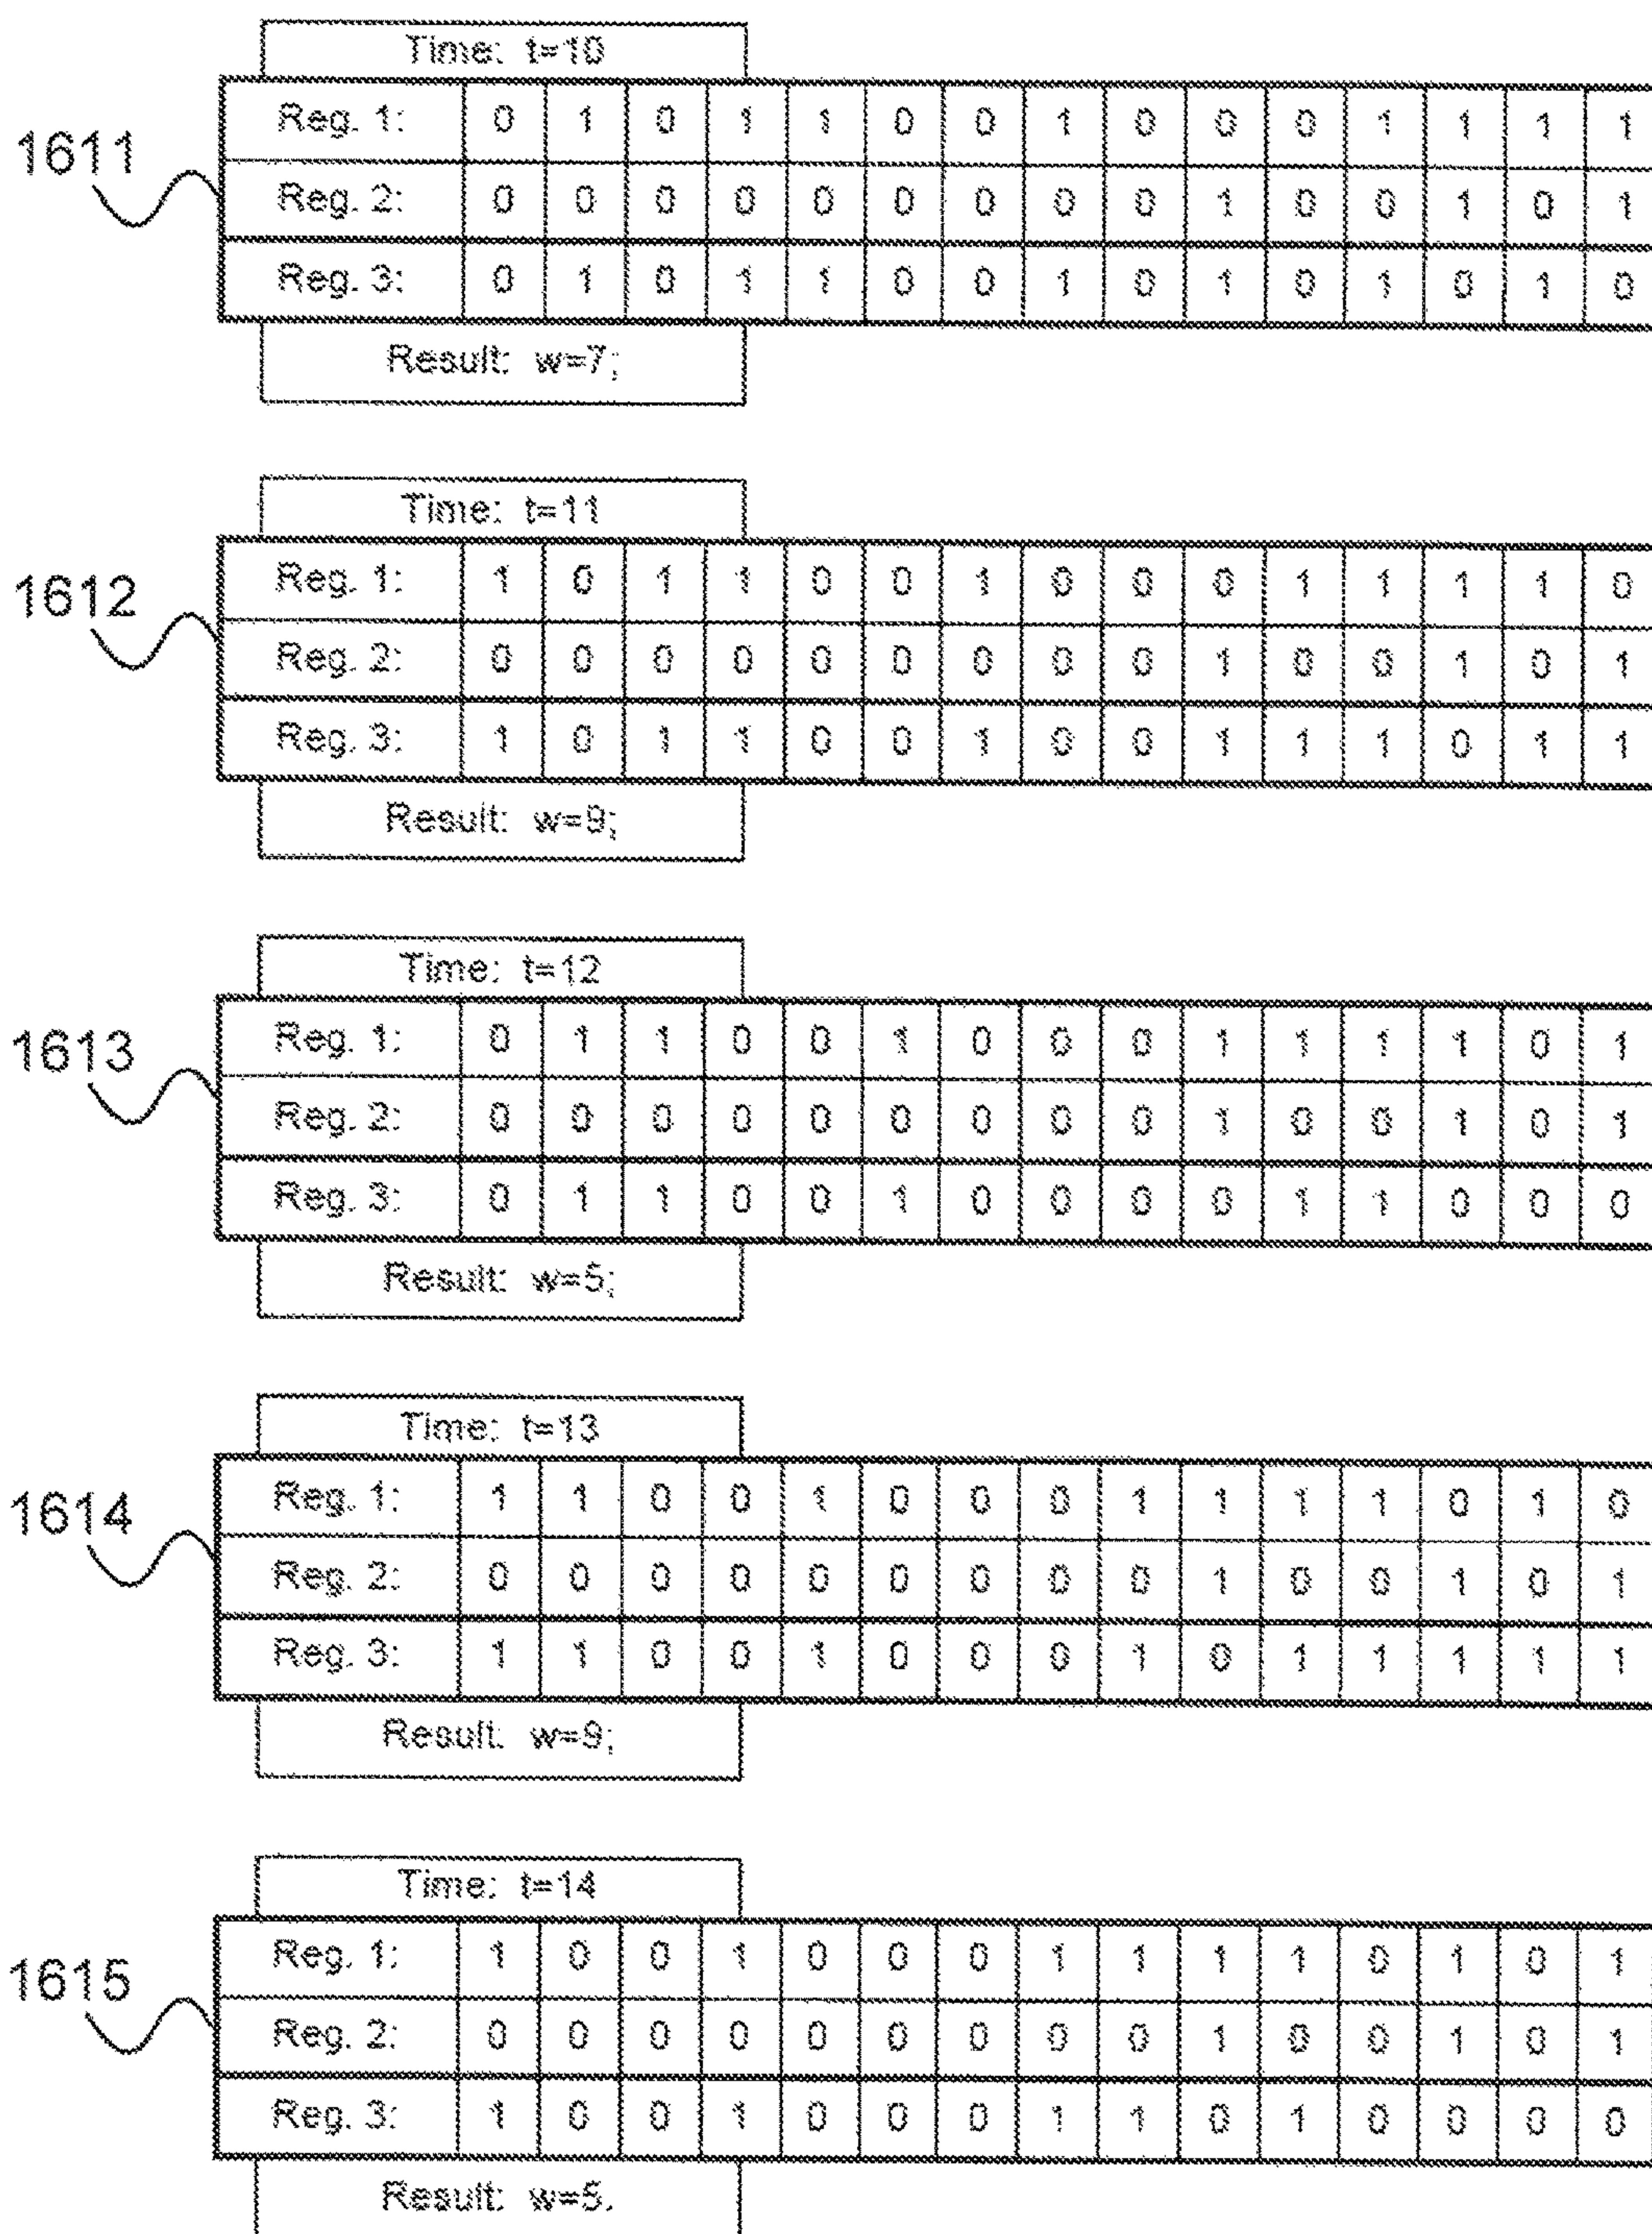 Time: t=10
1611
Reg. 1: 0 1 0 1 1 0 0 1 0 0 0 1 1 1 1
Reg. 2: 0 0 0 0 0 0 0 0 0 1 0 0 1 0 1
Reg. 3: 0 1 0 1 1 0 0 1 0 1 0 1 0 1 0
Result: w=7;
Time: t=11
1612
Reg. 1: 1 0 1 1 0 0 1 0 0 0 1 1 1 1 0
Reg. 2: 0 0 0 0 0 0 0 0 0 1 0 0 1 0 1
Reg. 3: 1 0 1 1 0 0 1 0 0 1 1 1 0 1 1
Result: w=9;
Time: t=12
1613
Reg. 1: 0 1 1 0 0 1 0 0 0 1 1 1 1 0 1
Reg. 2: 0 0 0 0 0 0 0 0 0 1 0 0 1 0 1
Reg. 3: 0 1 1 0 0 1 0 0 0 0 1 1 0 0 0
Result: w=5;
Time: t=13
1614
Reg. 1: 1 1 0 0 1 0 0 0 1 1 1 1 0 1 0
Reg. 2: 0 0 0 0 0 0 0 0 0 1 0 0 1 0 1
Reg. 3: 1 1 0 0 1 0 0 0 1 0 1 1 1 1 1
Result: w=9;
Time: t=14
1615
Reg. 1: 1 0 0 1 0 0 0 1 1 1 1 0 1 0 1
Reg. 2: 0 0 0 0 0 0 0 0 0 1 0 0 1 0 1
Reg. 3: 1 0 0 1 0 0 0 1 1 0 1 0 0 0 0
Result: w=5.